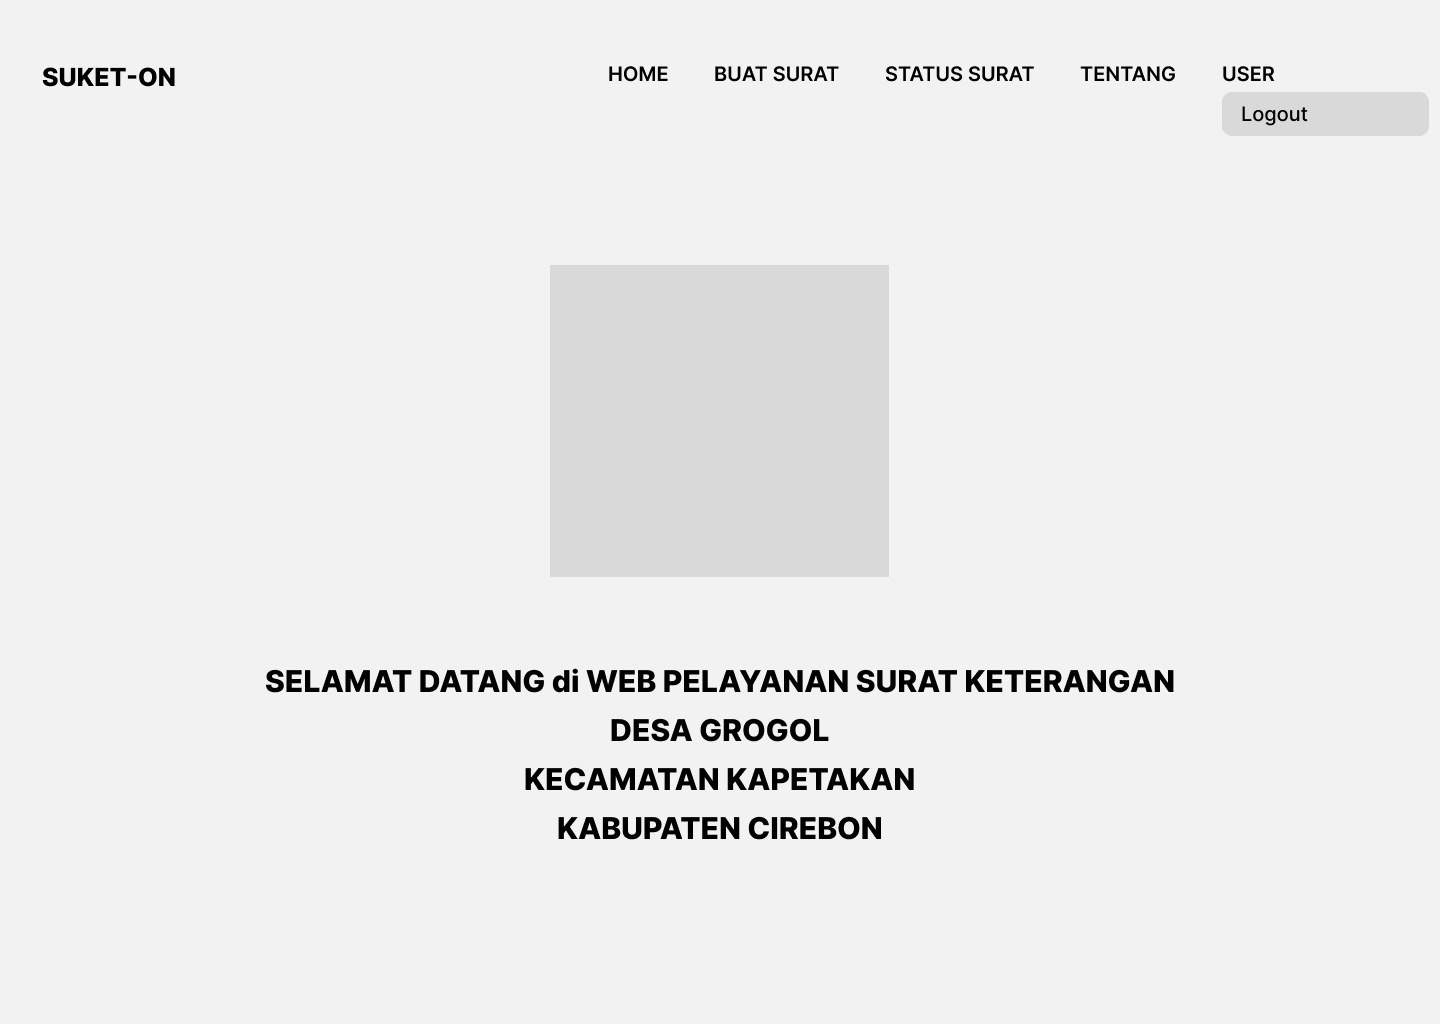 SUKET-ON
HOME
BUAT SURAT
STATUS SURAT
TENTANG
USER
Logout
SELAMAT DATANG di WEB PELAYANAN SURAT KETERANGAN
DESA GROGOL
KECAMATAN KAPETAKAN
KABUPATEN CIREBON